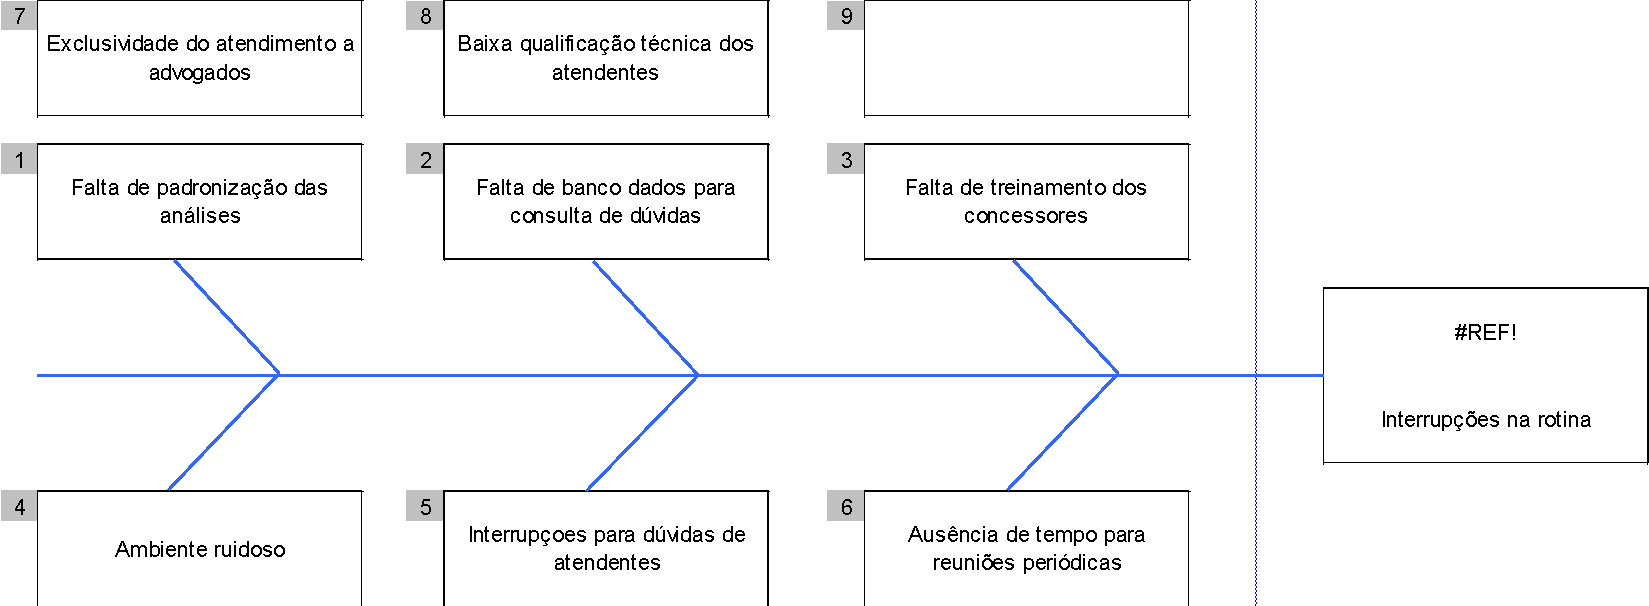 7
Exclusividade do atendimento a
advogados
8
Baixa qualificação técnica dos
atendentes
9
1
Falta de padronização das
análises
2
Falta de banco dados para
consulta de dúvidas
3
Falta de treinamento dos
concessores
#REF!
Interrupções na rotina
4
Ambiente ruidoso
5
Interrupçoes para dúvidas de
atendentes
6
Ausência de tempo para
reuniões periódicas